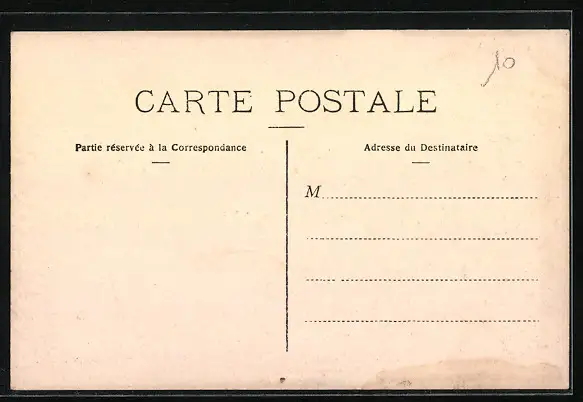 10
CARTE POSTALE
Partie réservée à la Correspondance
Adresse du Destinataire
M